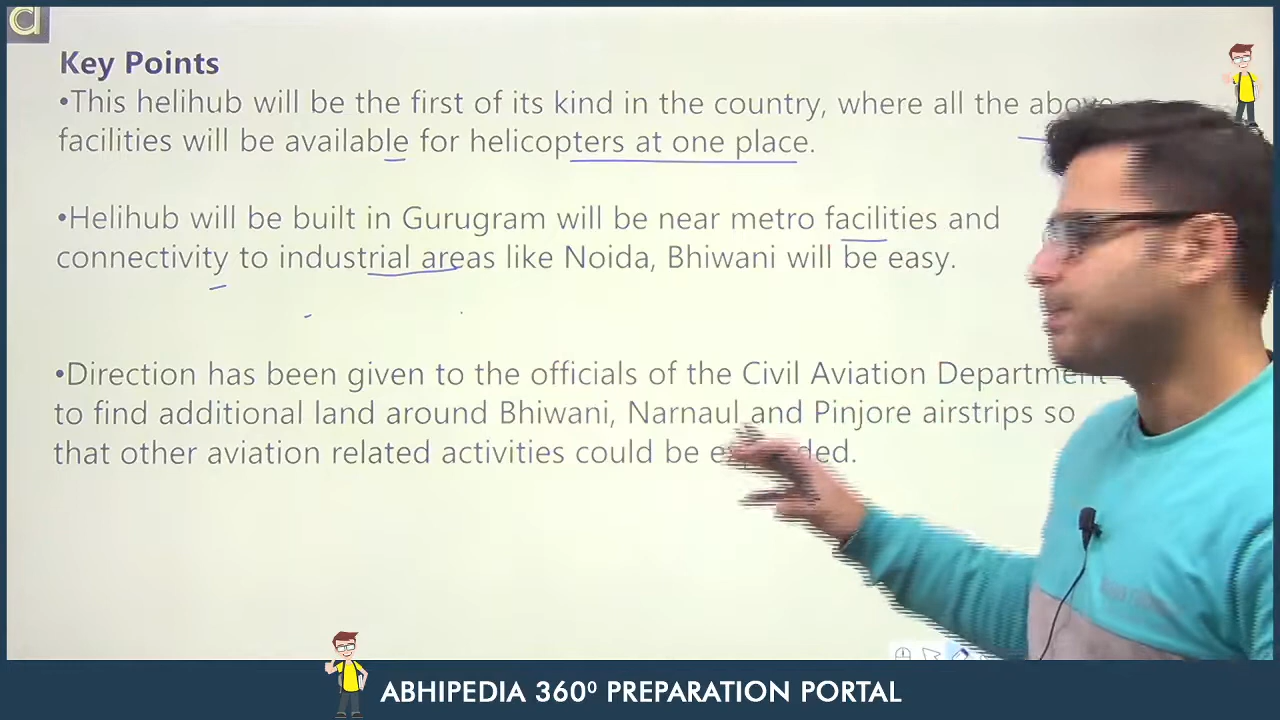 Key Points
•This helihub will be the first of its kind in the country, where all the above
facilities will be available for helicopters at one place.
•Helihub will be built in Gurugram will be near metro facilities and
connectivity to industrial areas like Noida, Bhiwani will be easy.
•Direction has been given to the officials of the Civil Aviation Department
to find additional land around Bhiwani, Narnaul and Pinjore airstrips so
that other aviation related activities could be
ABHIPEDIA 360⁰ PREPARATION PORTAL